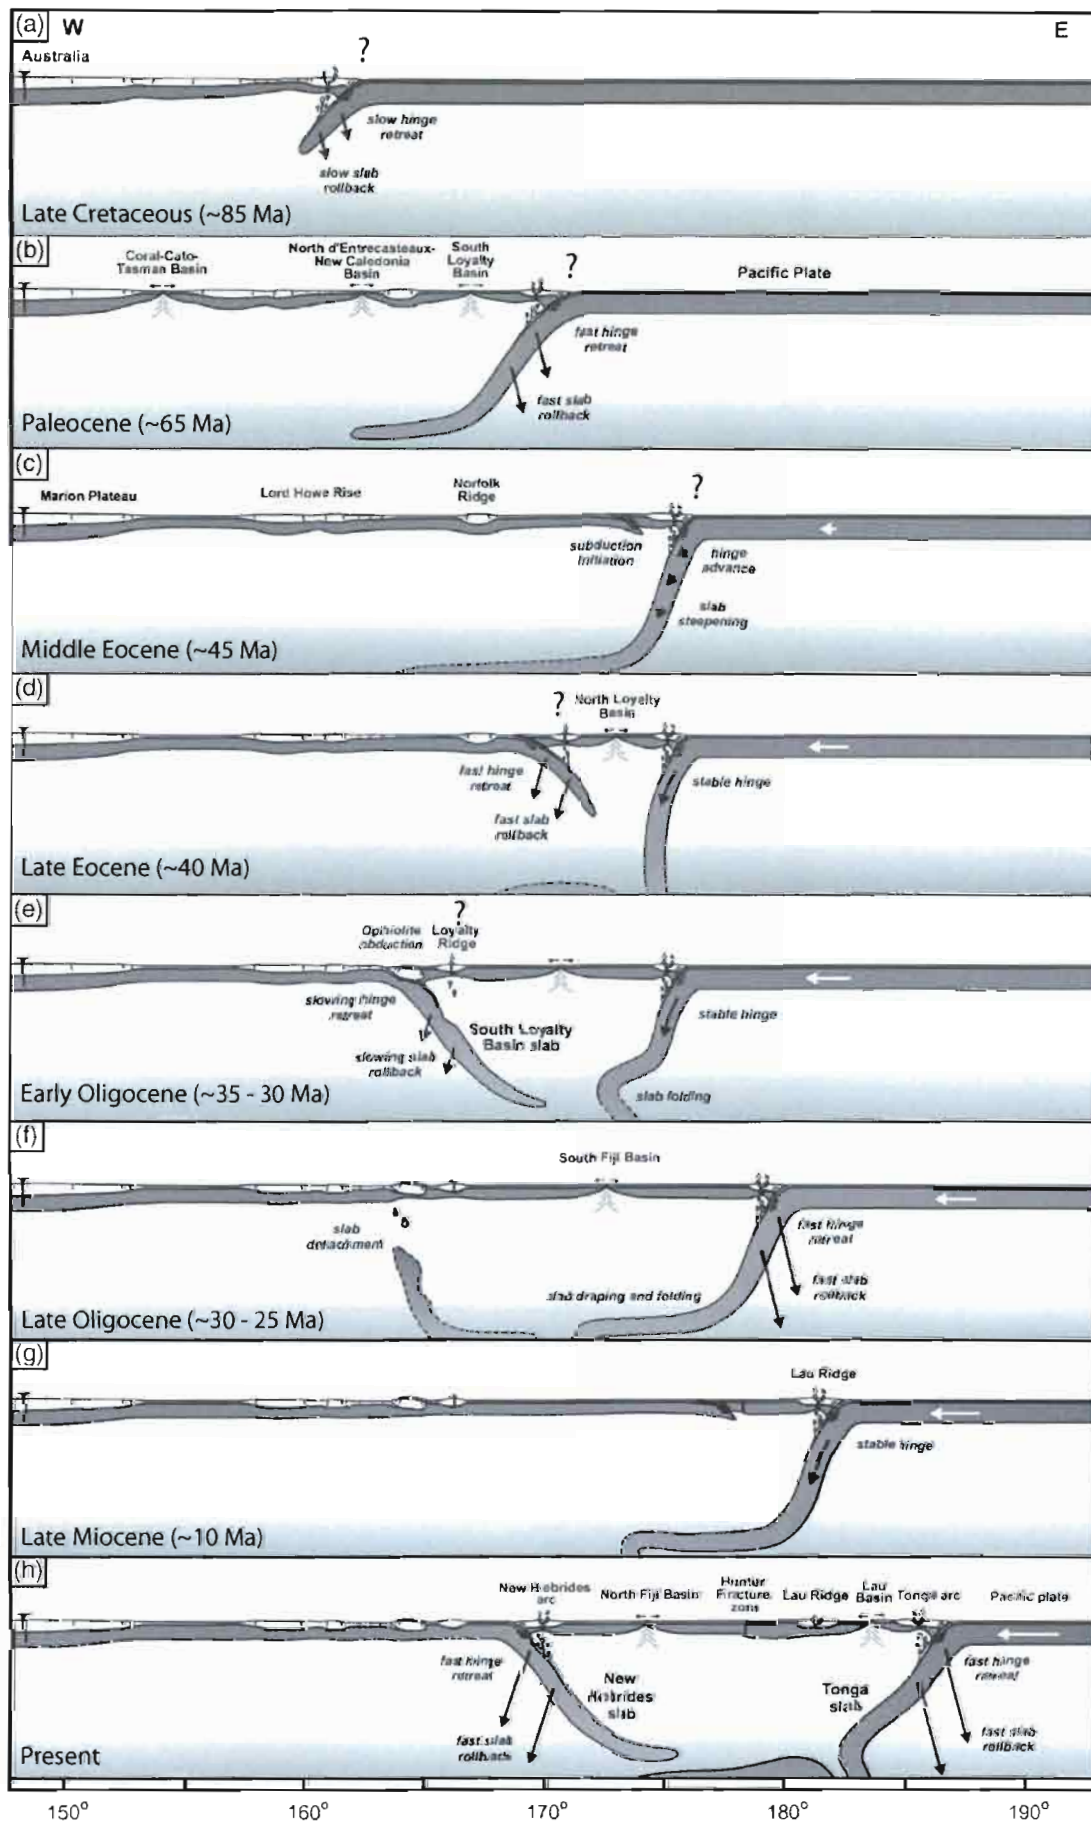 (a) W E
?
Australia
slow hinge
retreat
slow slab
rollback
Late Cretaceous (~85 Ma)
(b)
Coral-Cato-
Tasman Basin
North d'Entrecasteaux-
New Caledonia
Basin
South
Loyalty
Basin
?
Pacific Plate
fast hinge
retreat
fast slab
rollback
Paleocene (~65 Ma)
(c)
Marion Plateau
Lord Howe Rise
Norfolk
Ridge
?
subduction
initiation
hinge
advance
slab
steepening
Middle Eocene (~45 Ma)
(d)
?
North Loyalty
Basin
fast hinge
retreat
fast slab
rollback
stable hinge
Late Eocene (~40 Ma)
(e)
?
Ophiolite
obduction
Loyalty
Ridge
slowing hinge
retreat
slowing slab
rollback
South Loyalty
Basin slab
stable hinge
slab folding
Early Oligocene (~35 - 30 Ma)
(f)
South Fiji Basin
slab
detachment
fast hinge
retreat
fast slab
rollback
slab draping and folding
Late Oligocene (~30 - 25 Ma)
(g)
Lau Ridge
stable hinge
Late Miocene (~10 Ma)
(h)
New Hebrides
arc
North Fiji Basin
Hunter
Fracture
zone
Lau Ridge
Lau
Basin
Tonga arc
Pacific plate
fast hinge
retreat
fast slab
rollback
New
Hebrides
slab
Tonga
slab
fast hinge
retreat
fast slab
rollback
Present
150° 160° 170° 180° 190°